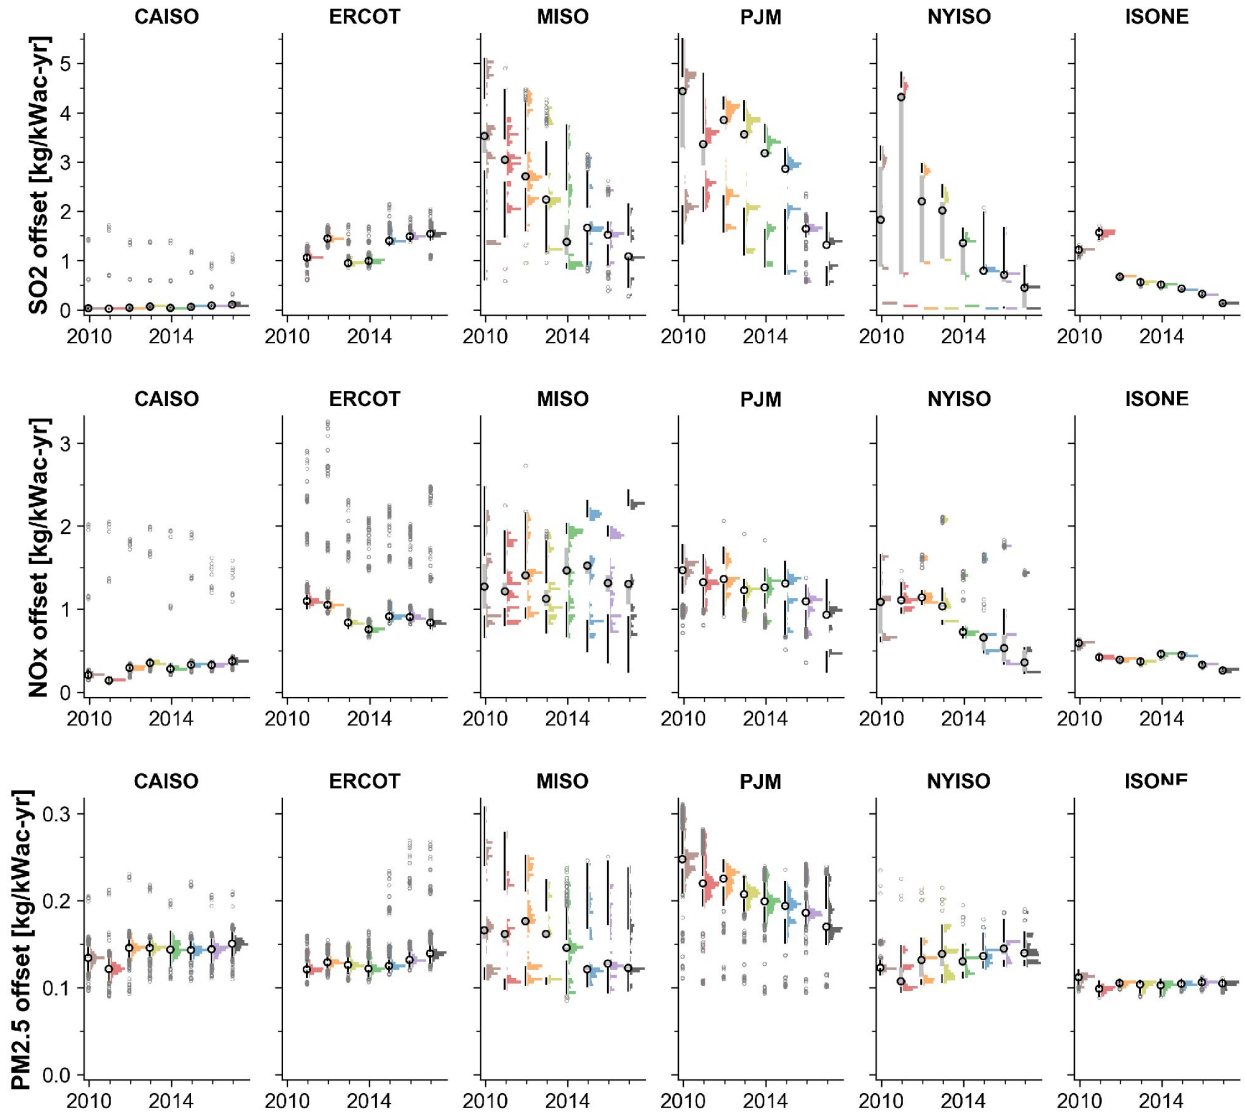 CAISO ERCOT MISO PJM NYISO ISONE
SO2 offset [kg/kWac-yr]
5
4
3
2
1
0
2010 2014 2010 2014 2010 2014 2010 2014 2010 2014 2010 2014
CAISO ERCOT MISO PJM NYISO ISONE
NOx offset [kg/kWac-yr]
3
2
1
0
2010 2014 2010 2014 2010 2014 2010 2014 2010 2014 2010 2014
CAISO ERCOT MISO PJM NYISO ISONE
PM2.5 offset [kg/kWac-yr]
0.3
0.2
0.1
0.0
2010 2014 2010 2014 2010 2014 2010 2014 2010 2014 2010 2014